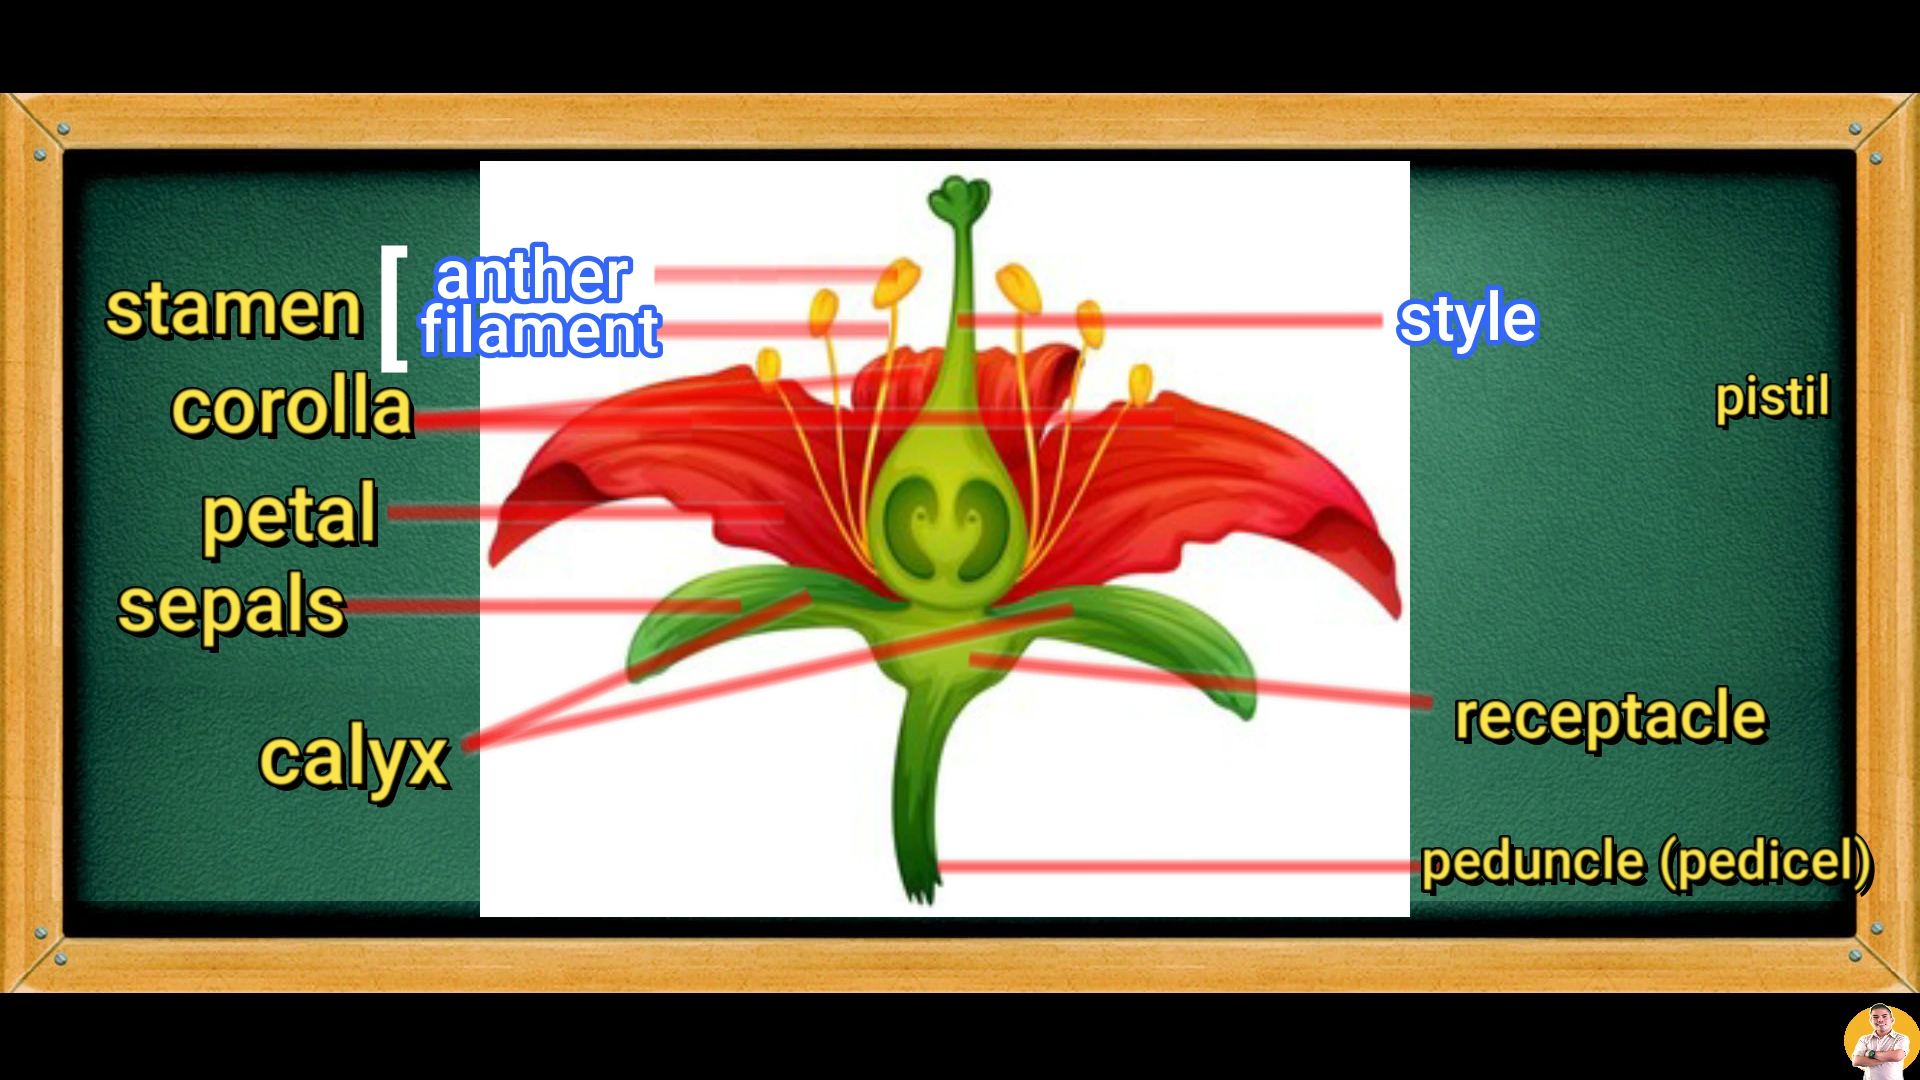 anther
stamen [
filament
style
corolla
pistil
petal
sepals
receptacle
calyx
peduncle (pedicel)